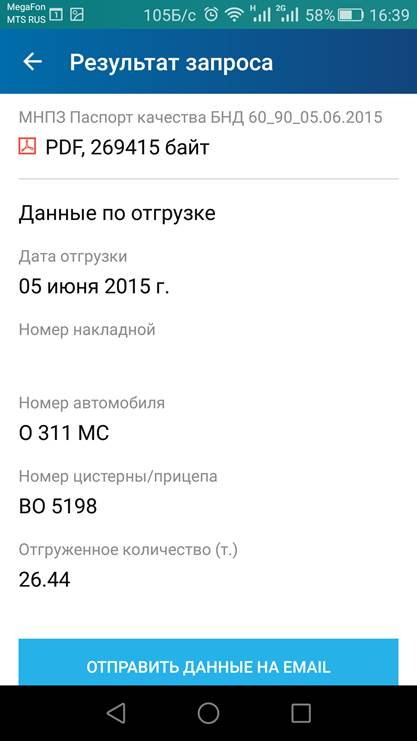 MegaFon
MTS RUS
105Б/с
H
2G
58%
16:39
Результат запроса
МНПЗ Паспорт качества БНД 60_90_05.06.2015
PDF, 269415 байт
Данные по отгрузке
Дата отгрузки
05 июня 2015 г.
Номер накладной
Номер автомобиля
О 311 МС
Номер цистерны/прицепа
ВО 5198
Отгруженное количество (т.)
26.44
ОТПРАВИТЬ ДАННЫЕ НА EMAIL